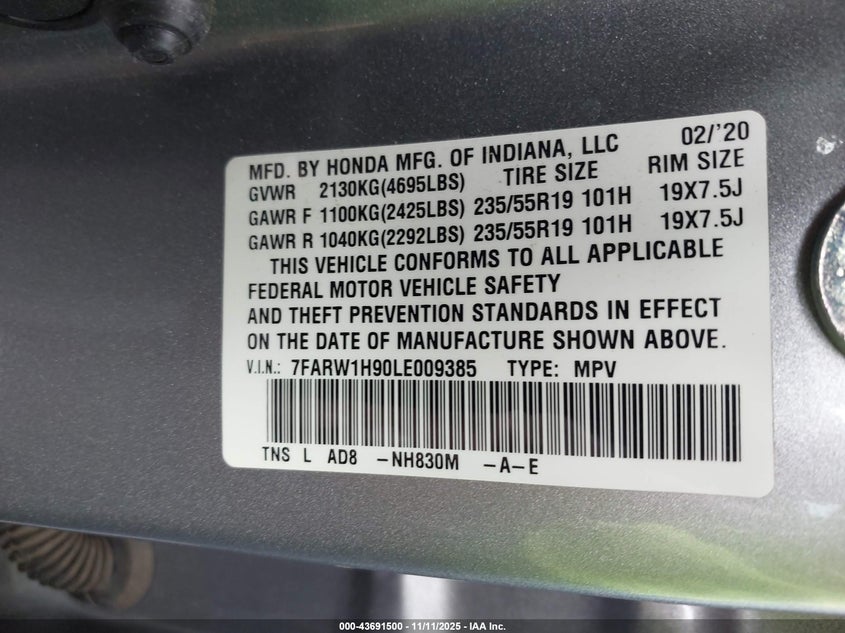 MFD. BY HONDA MFG. OF INDIANA, LLC 02/'20
GVWR 2130KG(4695LBS) TIRE SIZE RIM SIZE
GAWR F 1100KG(2425LBS) 235/55R19 101H 19X7.5J
GAWR R 1040KG(2292LBS) 235/55R19 101H 19X7.5J
THIS VEHICLE CONFORMS TO ALL APPLICABLE
FEDERAL MOTOR VEHICLE SAFETY
AND THEFT PREVENTION STANDARDS IN EFFECT
ON THE DATE OF MANUFACTURE SHOWN ABOVE.
V.I.N.: 7FARW1H90LE009385 TYPE: MPV
TNS L AD8 -NH830M -A-E
000-43691500 - 11/11/2025 - IAA Inc.